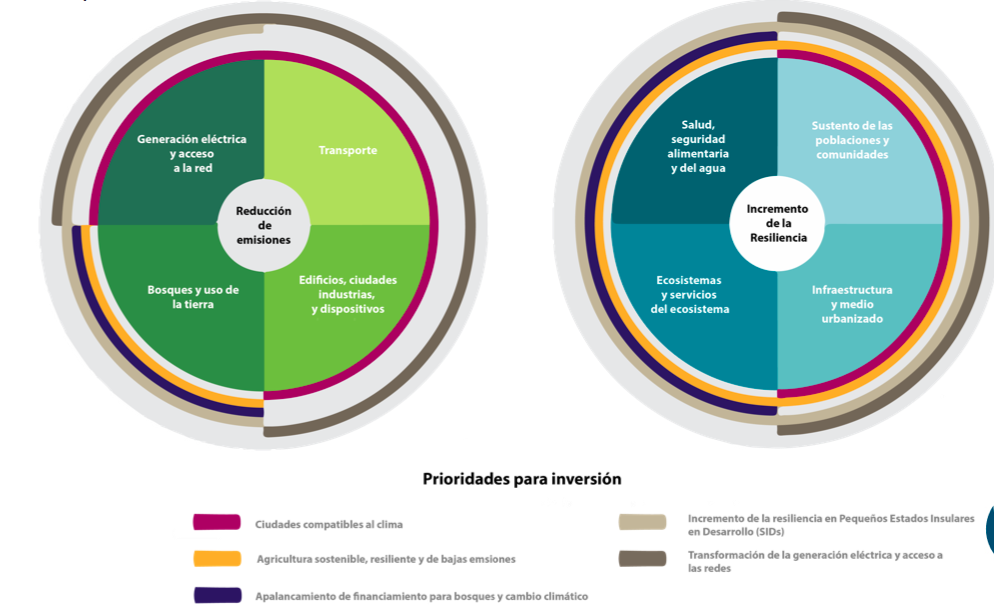 Generación eléctrica
y acceso
a la red
Transporte
Reducción
de
emisiones
Bosques y uso de
la tierra
Edificios, ciudades
industrias,
y dispositivos
Salud,
seguridad
alimentaria
y del agua
Sustento de las
poblaciones y
comunidades
Incremento
de la
Resiliencia
Ecosistemas
y servicios
del ecosistema
Infraestructura
y medio
urbanizado
Prioridades para inversión
Ciudades compatibles al clima
Agricultura sostenible, resiliente y de bajas emsiones
Apalancamiento de financiamiento para bosques y cambio climático
Incremento de la resiliencia en Pequeños Estados Insulares
en Desarrollo (SIDs)
Transformación de la generación eléctrica y acceso a
las redes